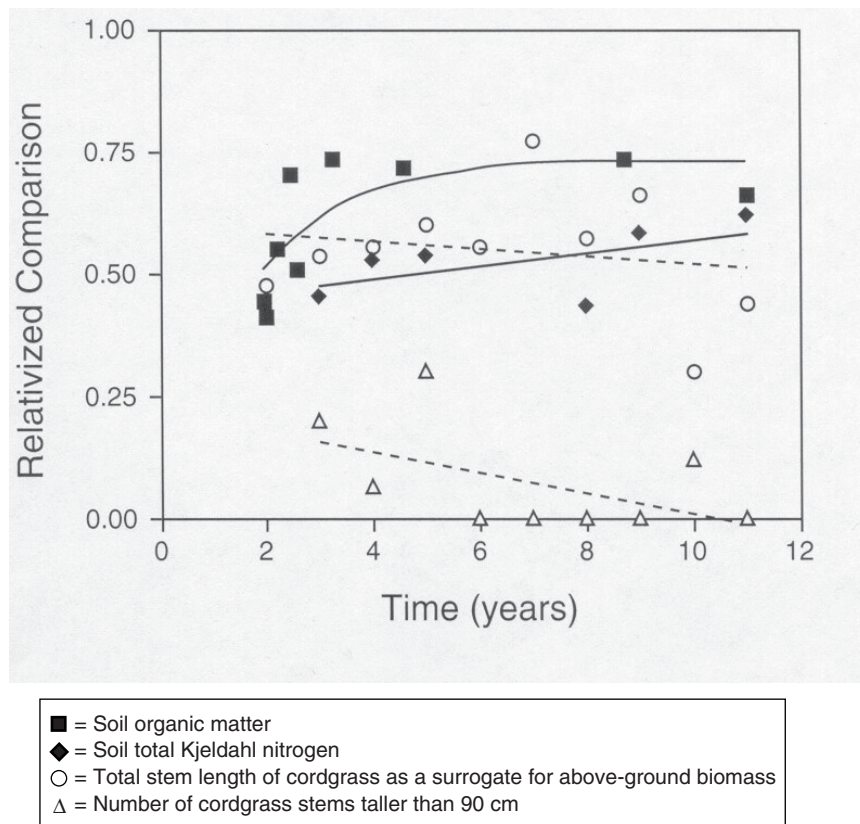 1.00
0.75
0.50
0.25
0.00
Relativized Comparison
0 2 4 6 8 10 12
Time (years)
= Soil organic matter
= Soil total Kjeldahl nitrogen
= Total stem length of cordgrass as a surrogate for above-ground biomass
= Number of cordgrass stems taller than 90 cm